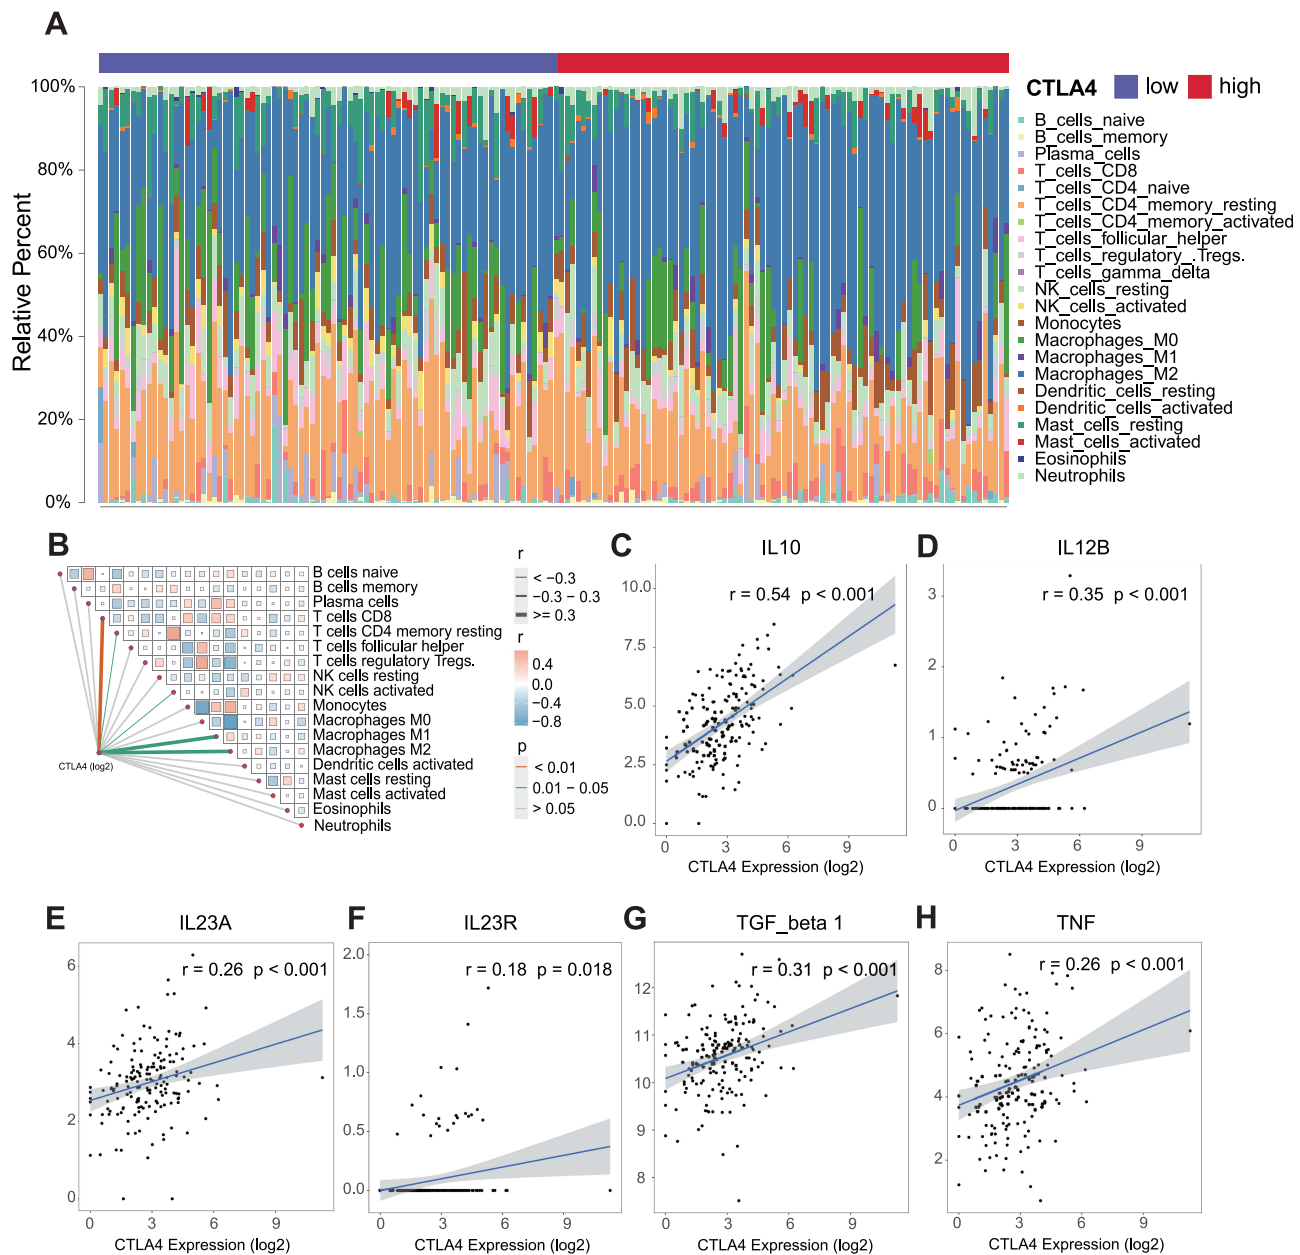 A
CTLA4 low high
100%
80%
60%
40%
20%
0%
Relative Percent
B_cells_naive
B_cells_memory
Plasma_cells
T_cells_CD8
T_cells_CD4_naive
T_cells_CD4_memory_resting
T_cells_CD4_memory_activated
T_cells_follicular_helper
T_cells_regulatory_.Tregs.
T_cells_gamma_delta
NK_cells_resting
NK_cells_activated
Monocytes
Macrophages_M0
Macrophages_M1
Macrophages_M2
Dendritic_cells_resting
Dendritic_cells_activated
Mast_cells_resting
Mast_cells_activated
Eosinophils
Neutrophils
B
B cells naive
B cells memory
Plasma cells
T cells CD8
T cells CD4 memory resting
T cells follicular helper
T cells regulatory Tregs.
NK cells resting
NK cells activated
Monocytes
Macrophages M0
Macrophages M1
Macrophages M2
Dendritic cells activated
Mast cells resting
Mast cells activated
Eosinophils
Neutrophils
CTLA4 (log2)
r
< −0.3
−0.3 − 0.3
>= 0.3
r
0.4
0.0
−0.4
−0.8
p
< 0.01
0.01 − 0.05
> 0.05
C
IL10
r = 0.54 p < 0.001
10.0
7.5
5.0
2.5
0.0
0 3 6 9
CTLA4 Expression (log2)
D
IL12B
r = 0.35 p < 0.001
3
2
1
0
0 3 6 9
CTLA4 Expression (log2)
E
IL23A
r = 0.26 p < 0.001
6
4
2
0
0 3 6 9
CTLA4 Expression (log2)
F
IL23R
r = 0.18 p = 0.018
2.0
1.5
1.0
0.5
0.0
0 3 6 9
CTLA4 Expression (log2)
G
TGF_beta 1
r = 0.31 p < 0.001
12
11
10
9
8
0 3 6 9
CTLA4 Expression (log2)
H
TNF
r = 0.26 p < 0.001
8
6
4
2
0 3 6 9
CTLA4 Expression (log2)